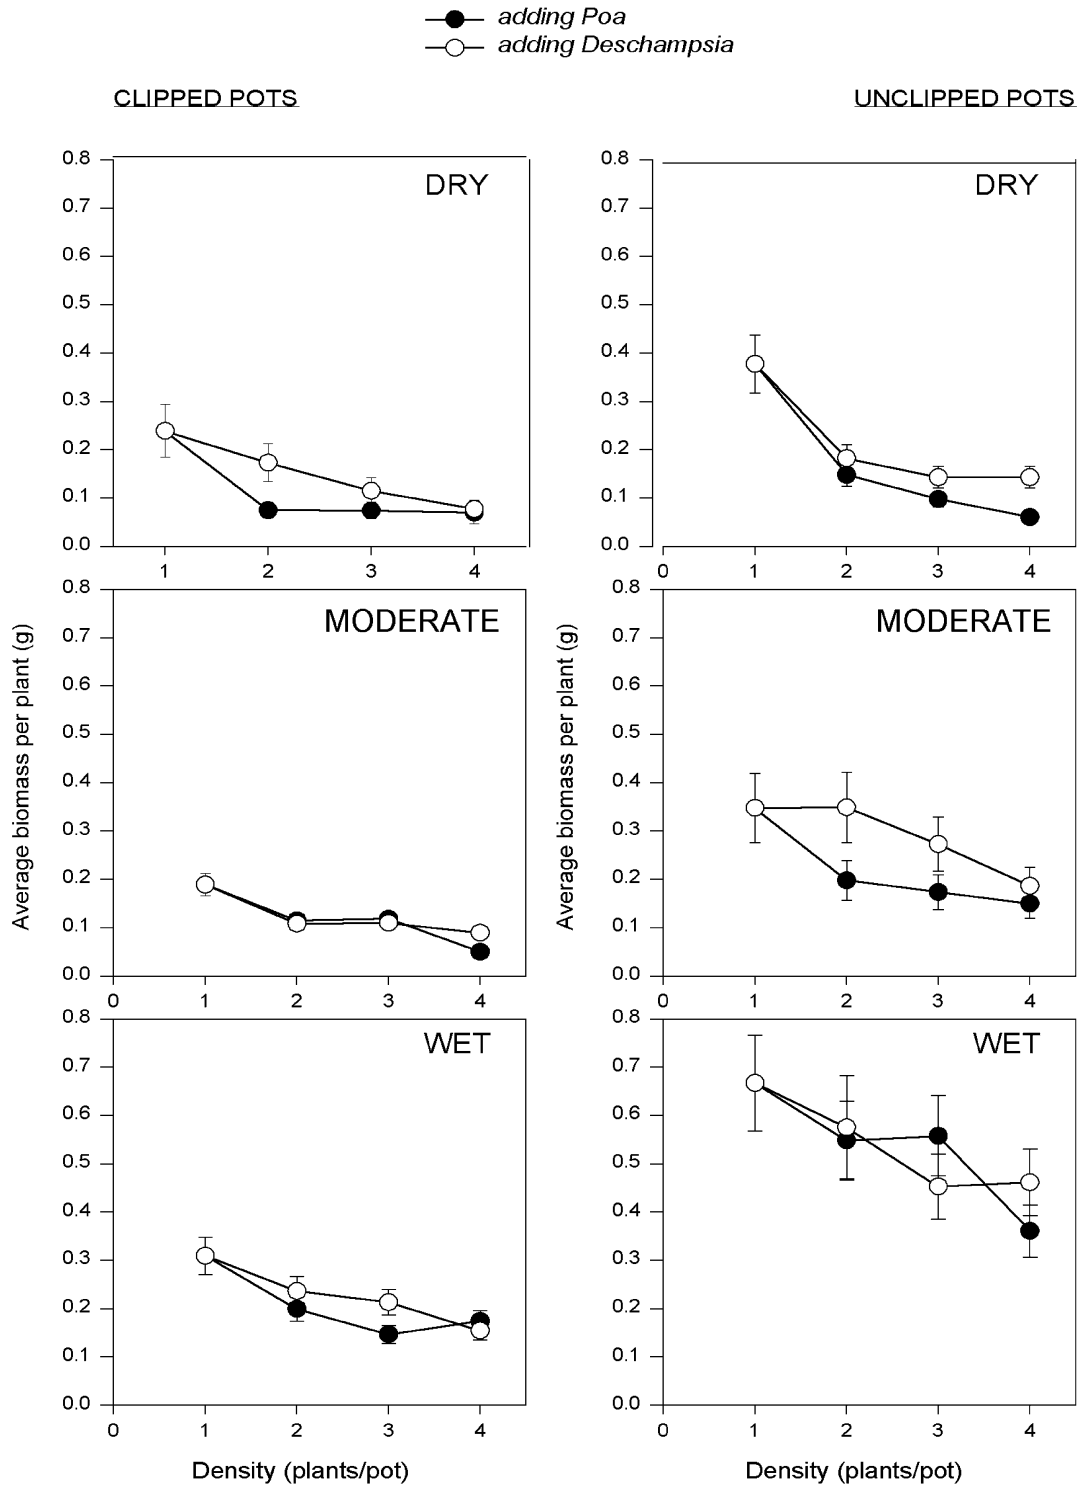 adding Poa
adding Deschampsia
CLIPPED POTS
UNCLIPPED POTS
DRY
0.8
0.7
0.6
0.5
0.4
0.3
0.2
0.1
0.0
1 2 3 4
DRY
0.8
0.7
0.6
0.5
0.4
0.3
0.2
0.1
0.0
0 1 2 3 4
MODERATE
Average biomass per plant (g)
0.8
0.7
0.6
0.5
0.4
0.3
0.2
0.1
0.0
0 1 2 3 4
MODERATE
Average biomass per plant (g)
0.8
0.7
0.6
0.5
0.4
0.3
0.2
0.1
0.0
0 1 2 3 4
WET
0.8
0.7
0.6
0.5
0.4
0.3
0.2
0.1
0.0
0 1 2 3 4
Density (plants/pot)
WET
0.8
0.7
0.6
0.5
0.4
0.3
0.2
0.1
0.0
0 1 2 3 4
Density (plants/pot)